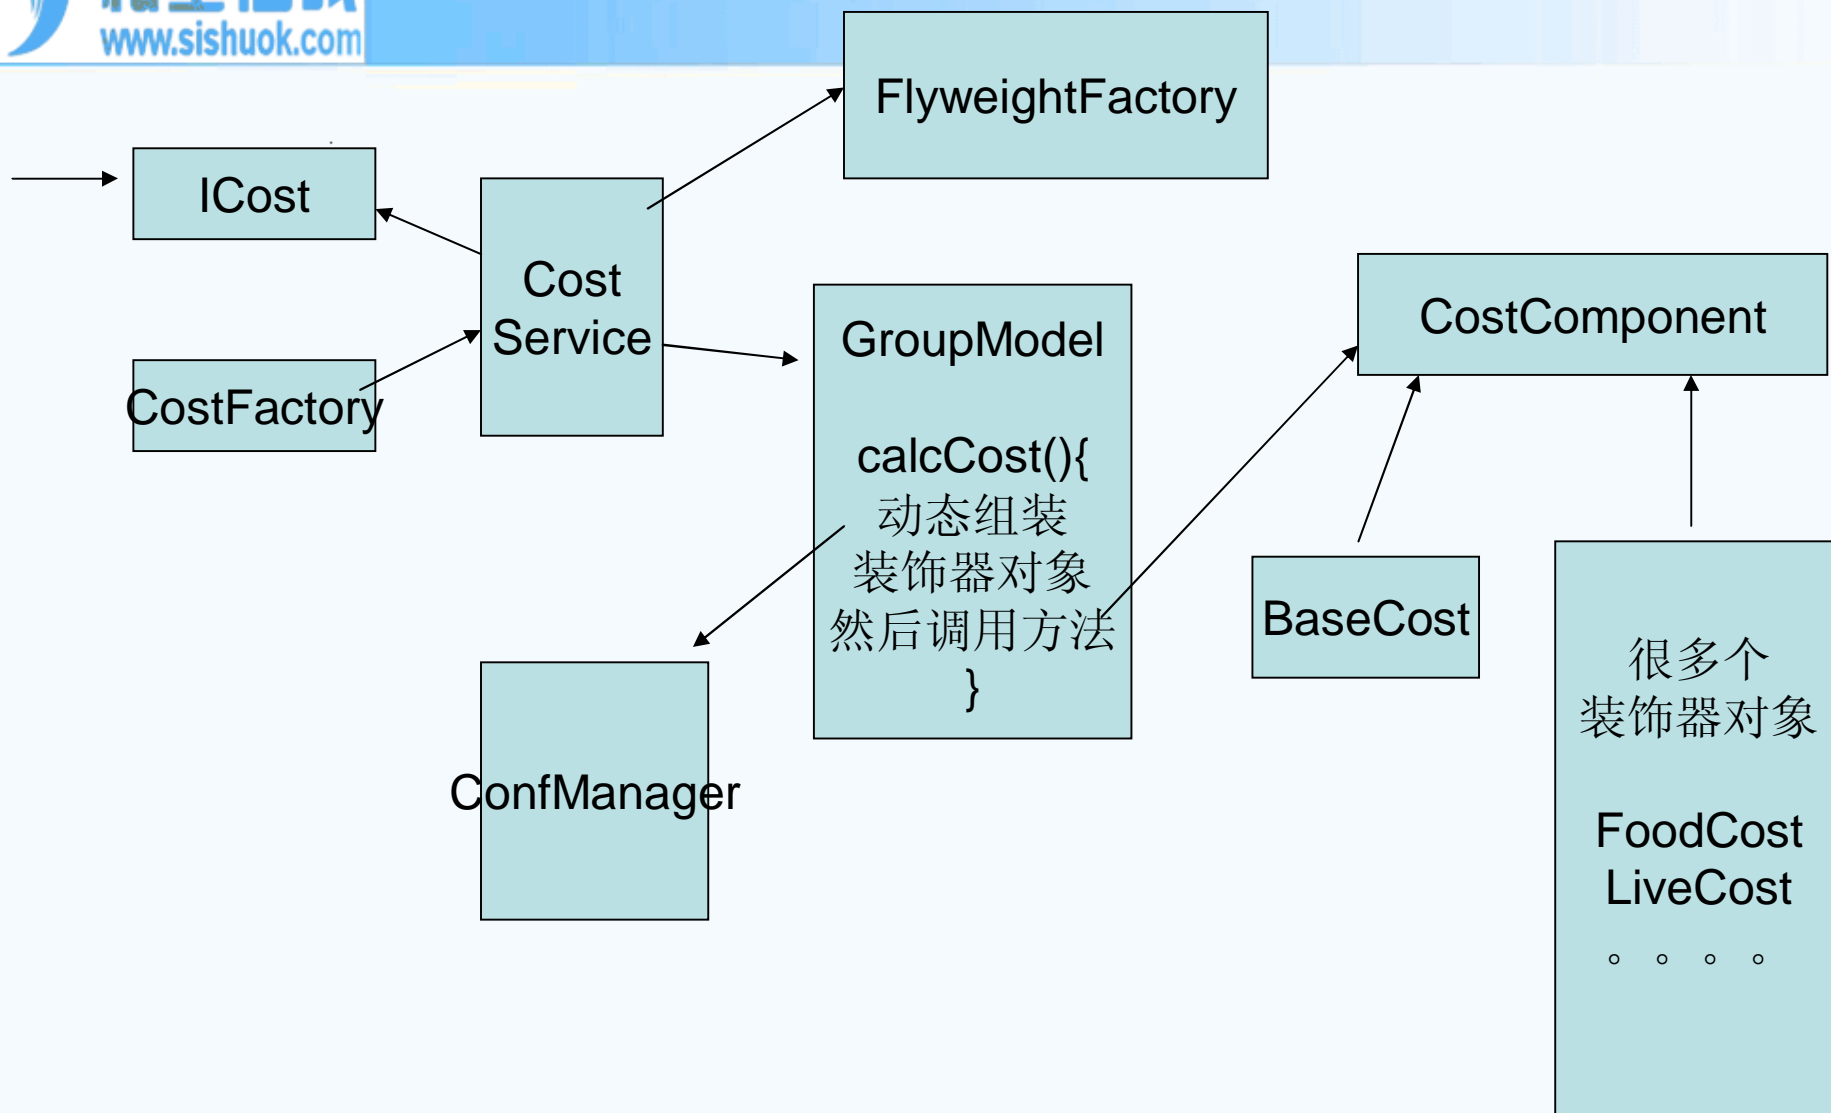 www.sishuok.com
FlyweightFactory
ICost
Cost
Service
CostFactory
GroupModel
calcCost(){
动态组装
装饰器对象
然后调用方法
}
CostComponent
BaseCost
ConfManager
很多个
装饰器对象
FoodCost
LiveCost
。。。。